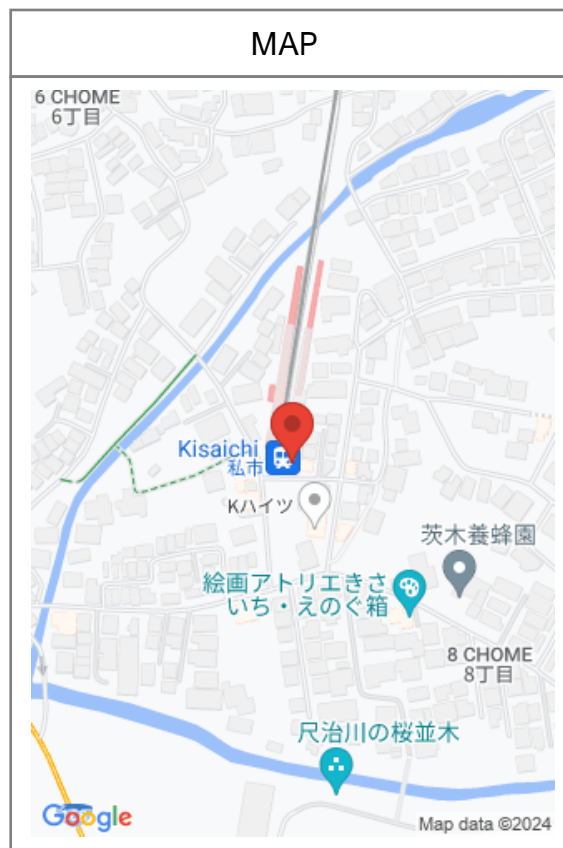 MAP
6 CHOME
6丁目
Kisaichi
私市
Kハイツ
茨木養蜂園
絵画アトリエきさ
いち・えのぐ箱
8 CHOME
8丁目
尺治川の桜並木
Google
Map data ©2024